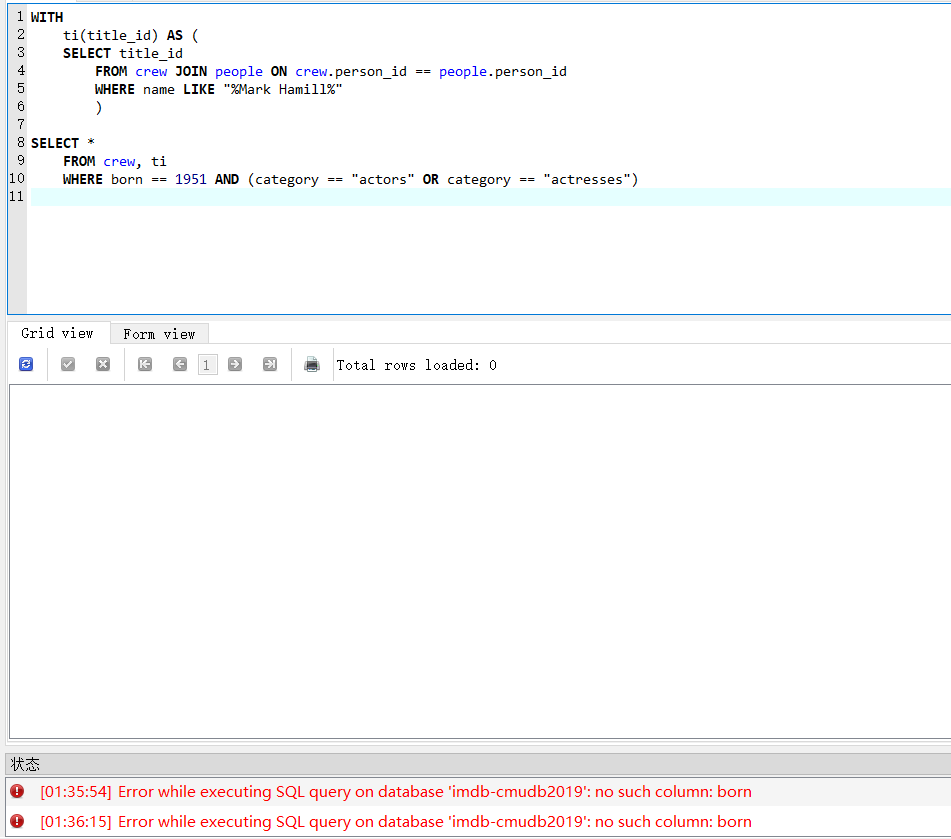 1 WITH
2 ti(title_id) AS (
3 SELECT title_id
4 FROM crew JOIN people ON crew.person_id == people.person_id
5 WHERE name LIKE "%Mark Hamill%"
6 )
7
8 SELECT *
9 FROM crew, ti
10 WHERE born == 1951 AND (category == "actors" OR category == "actresses")
11
Grid view Form view
1 Total rows loaded: 0
状态
[01:35:54] Error while executing SQL query on database 'imdb-cmudb2019': no such column: born
[01:36:15] Error while executing SQL query on database 'imdb-cmudb2019': no such column: born